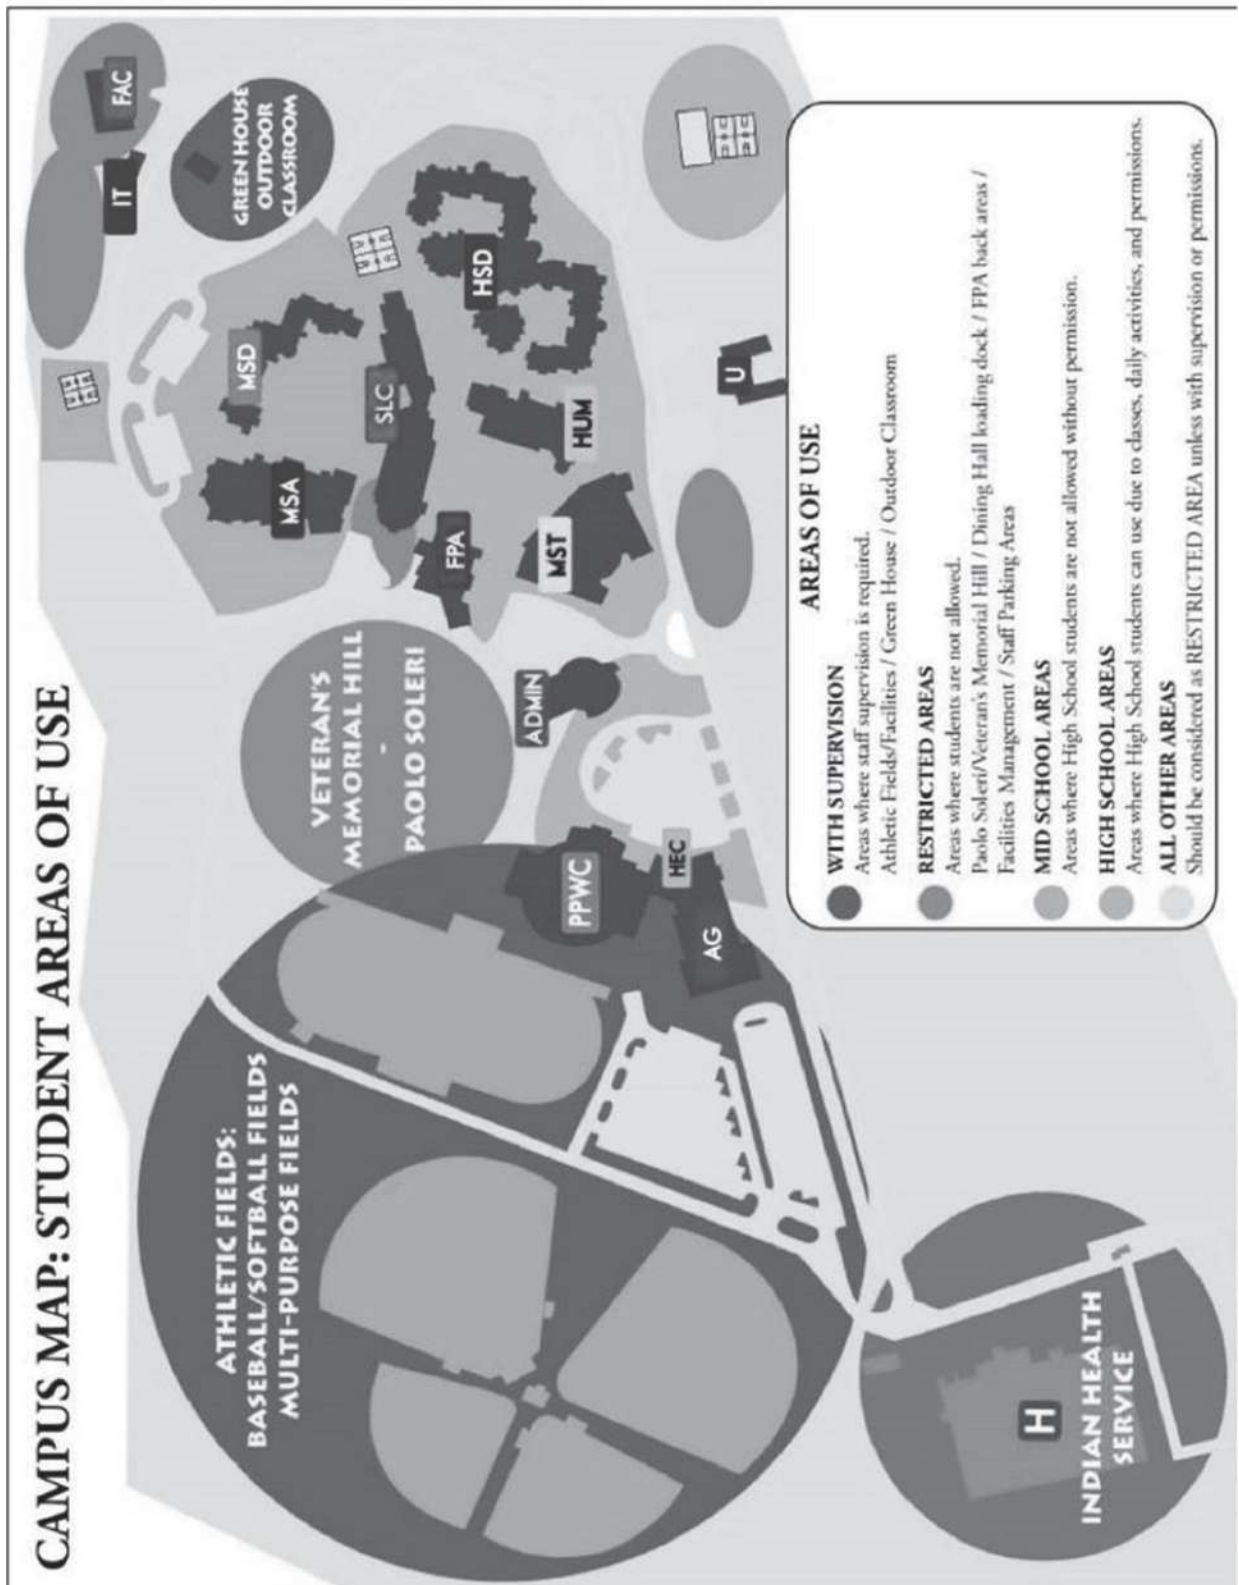 CAMPUS MAP: STUDENT AREAS OF USE
ATHLETIC FIELDS:
BASEBALL/SOFTBALL FIELDS
MULTI-PURPOSE FIELDS
VETERAN'S
MEMORIAL HILL
-
PAOLO SOLERI
MSA
MSD
IT
FAC
GREEN HOUSE
OUTDOOR
CLASSROOM
SLC
FPA
HSD
HUM
MST
ADMIN
PPWC
HEC
AG
U
H
INDIAN HEALTH
SERVICE
AREAS OF USE
WITH SUPERVISION
Areas where staff supervision is required.
Athletic Fields/Facilities / Green House / Outdoor Classroom
RESTRICTED AREAS
Areas where students are not allowed.
Paolo Soleri/Veteran's Memorial Hill / Dining Hall loading dock / FPA back areas /
Facilities Management / Staff Parking Areas
MID SCHOOL AREAS
Areas where High School students are not allowed without permission.
HIGH SCHOOL AREAS
Areas where High School students can use due to classes, daily activities, and permissions.
ALL OTHER AREAS
Should be considered as RESTRICTED AREA unless with supervision or permissions.